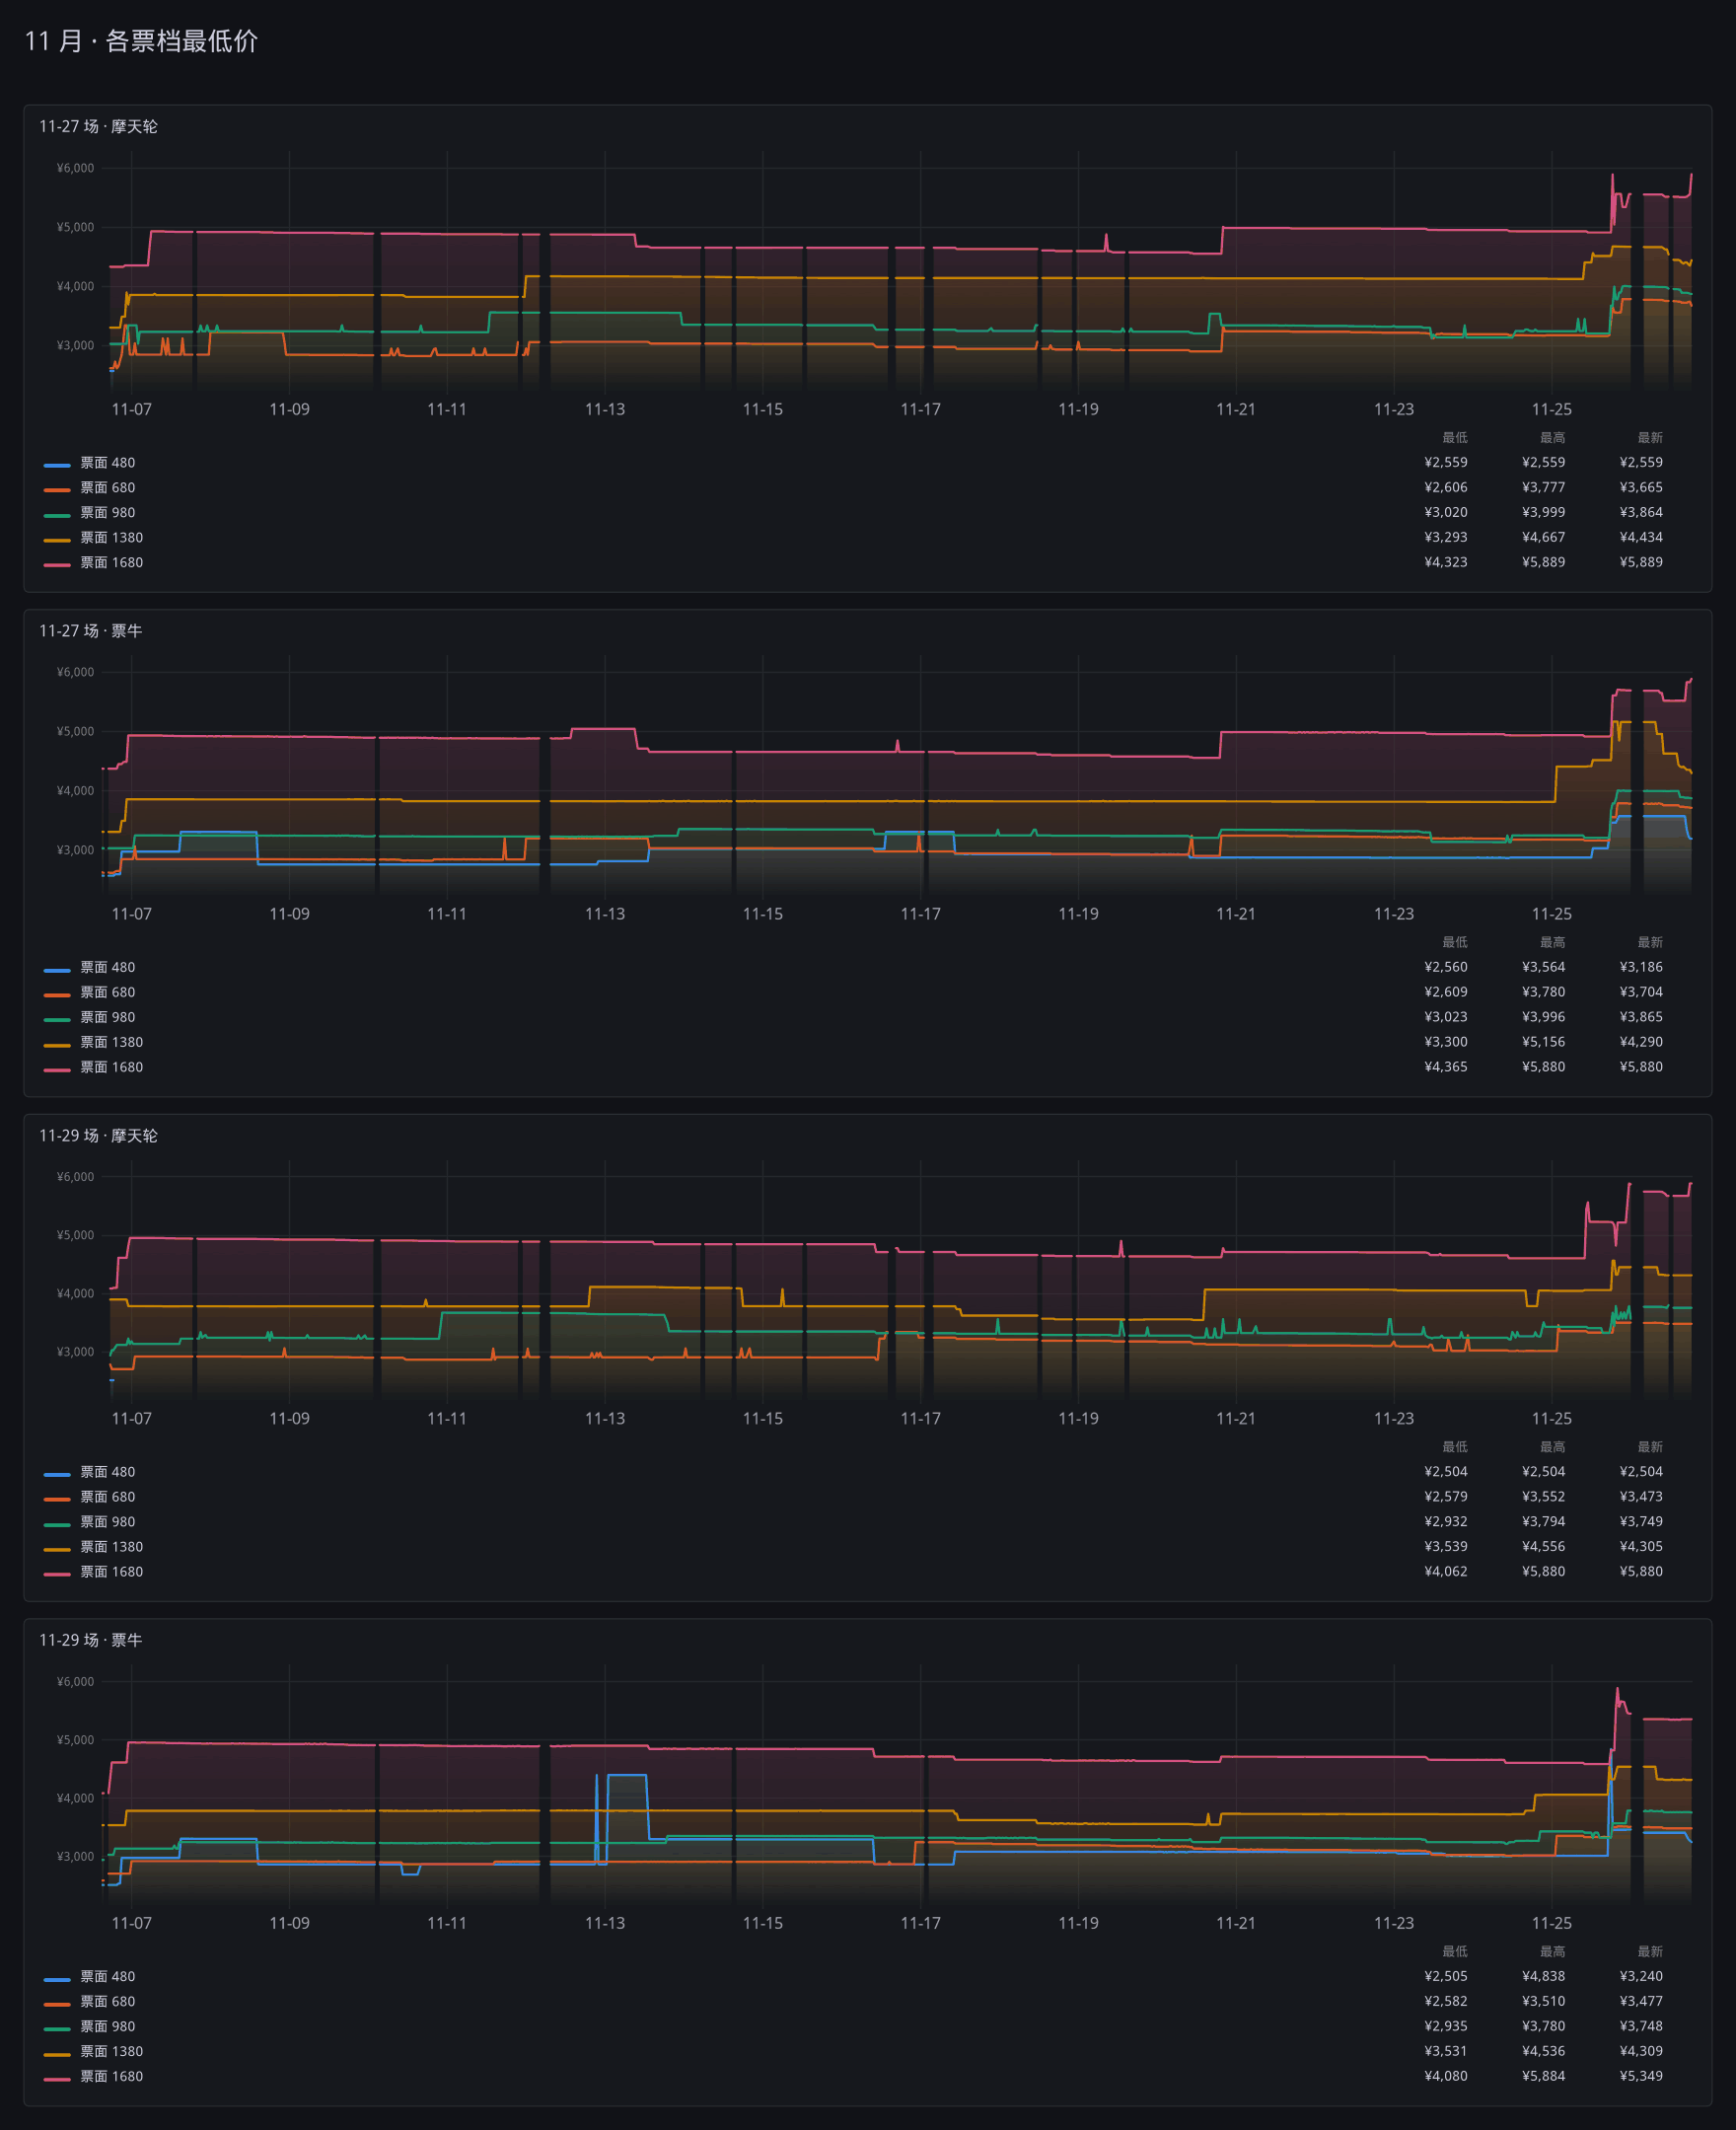 11 月 · 各票档最低价
11-27 场 · 摩天轮
¥6,000
¥5,000
¥4,000
¥3,000
11-07 11-09 11-11 11-13 11-15 11-17 11-19 11-21 11-23 11-25
最低 最高 最新
票面 480 ¥2,559 ¥2,559 ¥2,559
票面 680 ¥2,606 ¥3,777 ¥3,665
票面 980 ¥3,020 ¥3,999 ¥3,864
票面 1380 ¥3,293 ¥4,667 ¥4,434
票面 1680 ¥4,323 ¥5,889 ¥5,889
11-27 场 · 票牛
¥6,000
¥5,000
¥4,000
¥3,000
11-07 11-09 11-11 11-13 11-15 11-17 11-19 11-21 11-23 11-25
最低 最高 最新
票面 480 ¥2,560 ¥3,564 ¥3,186
票面 680 ¥2,609 ¥3,780 ¥3,704
票面 980 ¥3,023 ¥3,996 ¥3,865
票面 1380 ¥3,300 ¥5,156 ¥4,290
票面 1680 ¥4,365 ¥5,880 ¥5,880
11-29 场 · 摩天轮
¥6,000
¥5,000
¥4,000
¥3,000
11-07 11-09 11-11 11-13 11-15 11-17 11-19 11-21 11-23 11-25
最低 最高 最新
票面 480 ¥2,504 ¥2,504 ¥2,504
票面 680 ¥2,579 ¥3,552 ¥3,473
票面 980 ¥2,932 ¥3,794 ¥3,749
票面 1380 ¥3,539 ¥4,556 ¥4,305
票面 1680 ¥4,062 ¥5,880 ¥5,880
11-29 场 · 票牛
¥6,000
¥5,000
¥4,000
¥3,000
11-07 11-09 11-11 11-13 11-15 11-17 11-19 11-21 11-23 11-25
最低 最高 最新
票面 480 ¥2,505 ¥4,838 ¥3,240
票面 680 ¥2,582 ¥3,510 ¥3,477
票面 980 ¥2,935 ¥3,780 ¥3,748
票面 1380 ¥3,531 ¥4,536 ¥4,309
票面 1680 ¥4,080 ¥5,884 ¥5,349